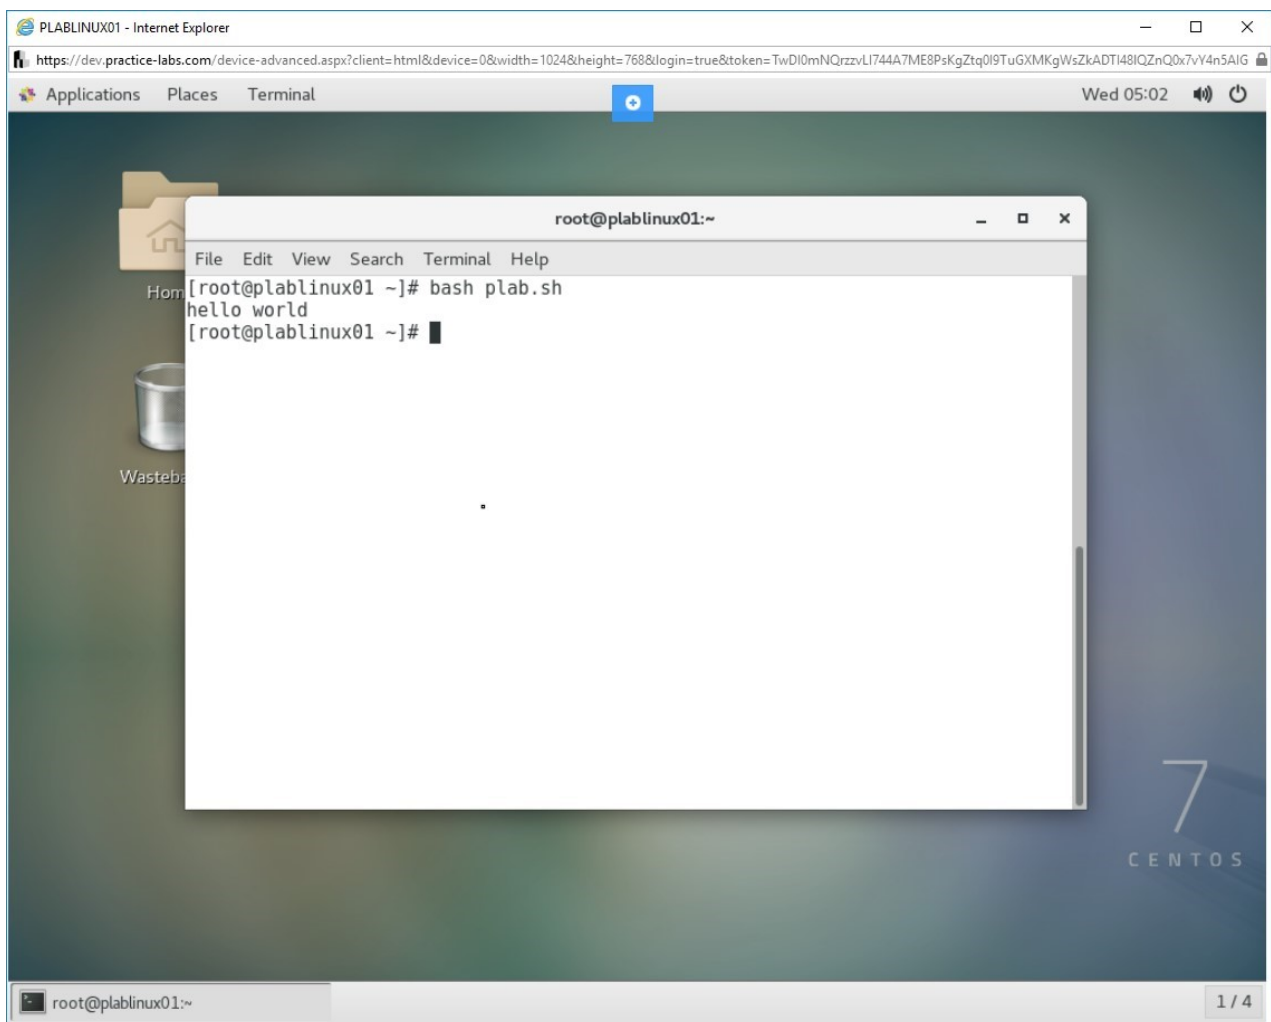 PLABLINUX01 - Internet Explorer
https://dev.practice-labs.com/device-advanced.aspx?client=html&device=0&width=1024&height=768&login=true&token=TwDI0mNQrzzvLI744A7ME8PsKgZtq0I9TuGXMKgWsZkADTI48IQZnQ0x7vY4n5AIG
Applications Places Terminal Wed 05:02
root@plablinux01:~
File Edit View Search Terminal Help
[root@plablinux01 ~]# bash plab.sh
hello world
[root@plablinux01 ~]#
Hom
Wasteba
7
CENTOS
root@plablinux01:~ 1 / 4